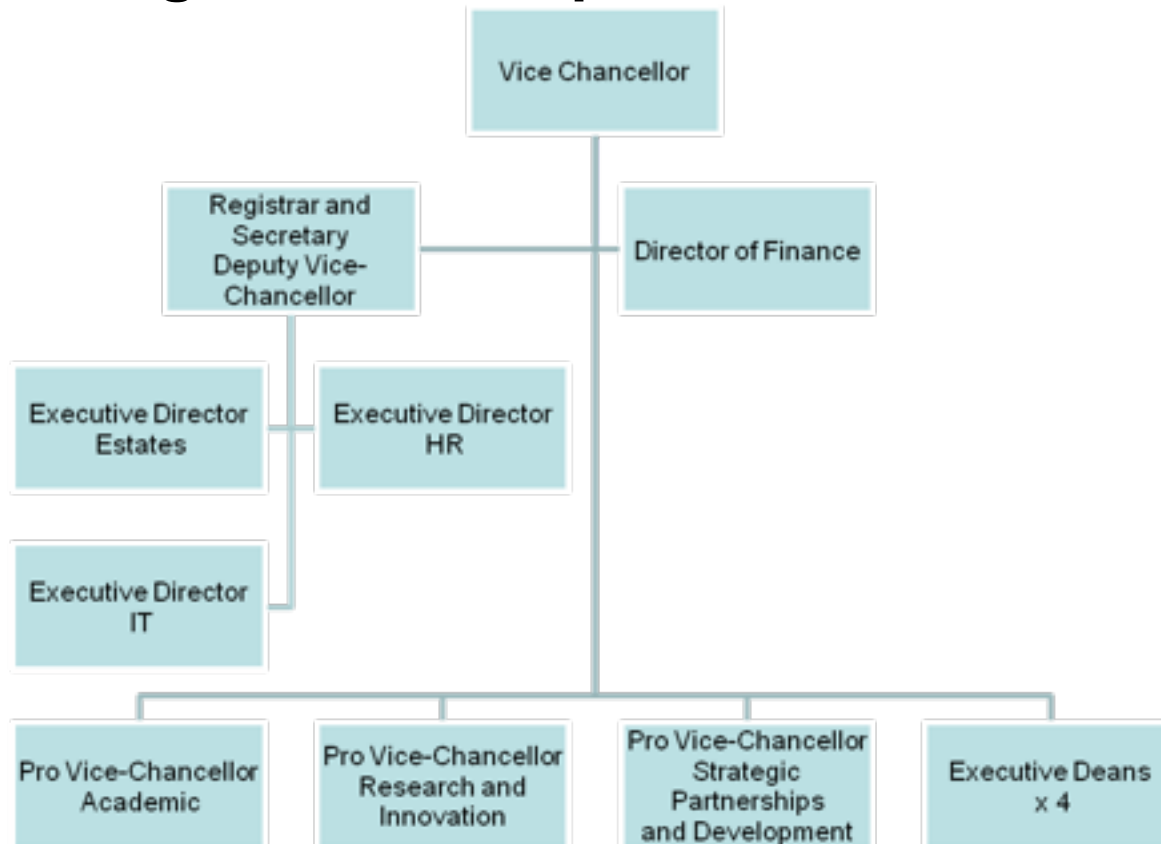 Vice Chancellor
Registrar and
Secretary
Deputy Vice-
Chancellor
Director of Finance
Executive Director
Estates
Executive Director
HR
Executive Director
IT
Pro Vice-Chancellor
Academic
Pro Vice-Chancellor
Research and
Innovation
Pro Vice-Chancellor
Strategic
Partnerships
and Development
Executive Deans
x 4